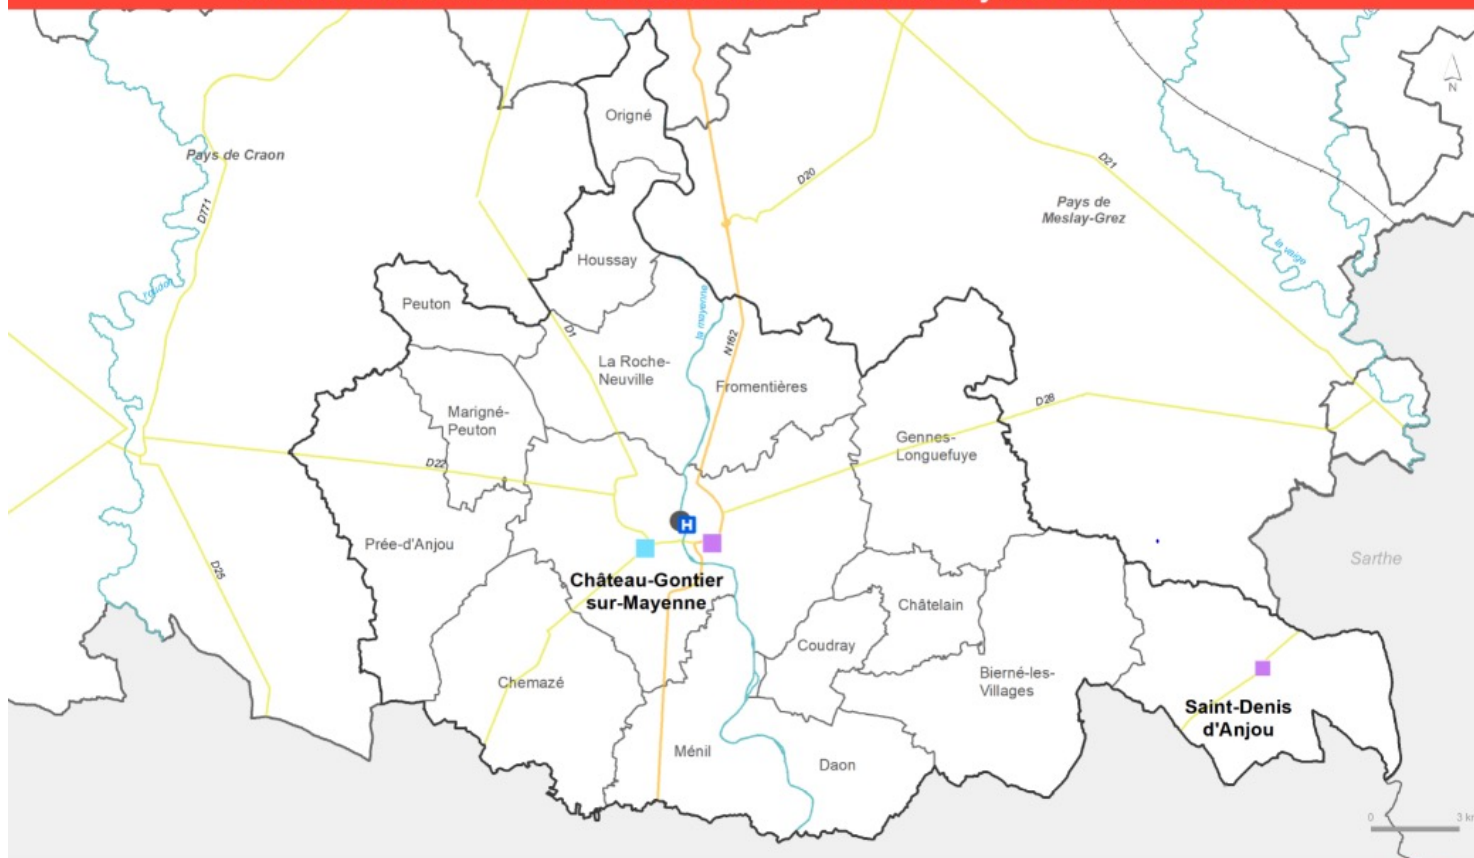 N
Origné
Pays de Craon
D20
D21
D771
Pays de
Meslay-Grez
la vaige
Houssay
l'oudon
Peuton
la mayenne
D1
N162
La Roche-
Neuville
Fromentières
Marigné-
Peuton
D28
Gennes-
Longuefuye
D22
H
Prée-d'Anjou
D25
Sarthe
Château-Gontier
sur-Mayenne
Châtelain
Coudray
Chemazé
Bierné-les-
Villages
Saint-Denis
d'Anjou
Ménil
Daon
0
3 km